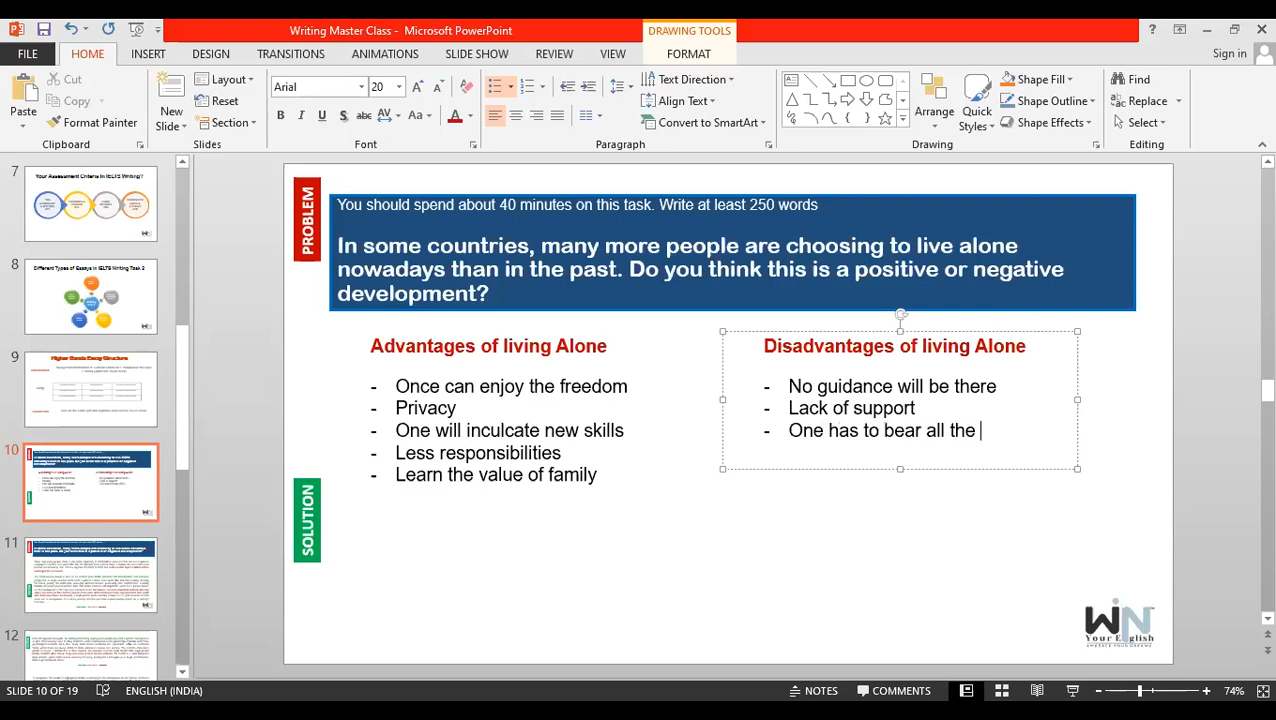 Writing Master Class - Microsoft PowerPoint
DRAWING TOOLS
FILE HOME INSERT DESIGN TRANSITIONS ANIMATIONS SLIDE SHOW REVIEW VIEW FORMAT
Sign in
Paste
Cut
Copy
Format Painter
Clipboard
New Slide
Layout
Reset
Section
Slides
Arial 20
B I U S abc AV Aa A
Font
Text Direction
Align Text
Convert to SmartArt
Paragraph
Arrange
Quick Styles
Shape Fill
Shape Outline
Shape Effects
Drawing
Find
Replace
Select
Editing
7
Your Assessment Criteria in IELTS Writing?
8
Different Types of Essays in IELTS Writing Task 2
9
Higher Bands Essay Structure
10
11
12
PROBLEM
You should spend about 40 minutes on this task. Write at least 250 words
In some countries, many more people are choosing to live alone
nowadays than in the past. Do you think this is a positive or negative
development?
Advantages of living Alone
- Once can enjoy the freedom
- Privacy
- One will inculcate new skills
- Less responsibilities
- Learn the value of family
Disadvantages of living Alone
- No guidance will be there
- Lack of support
- One has to bear all the
SOLUTION
WIN
Your English
EMBRACE YOUR DREAMS
SLIDE 10 OF 19 ENGLISH (INDIA) NOTES COMMENTS 74%